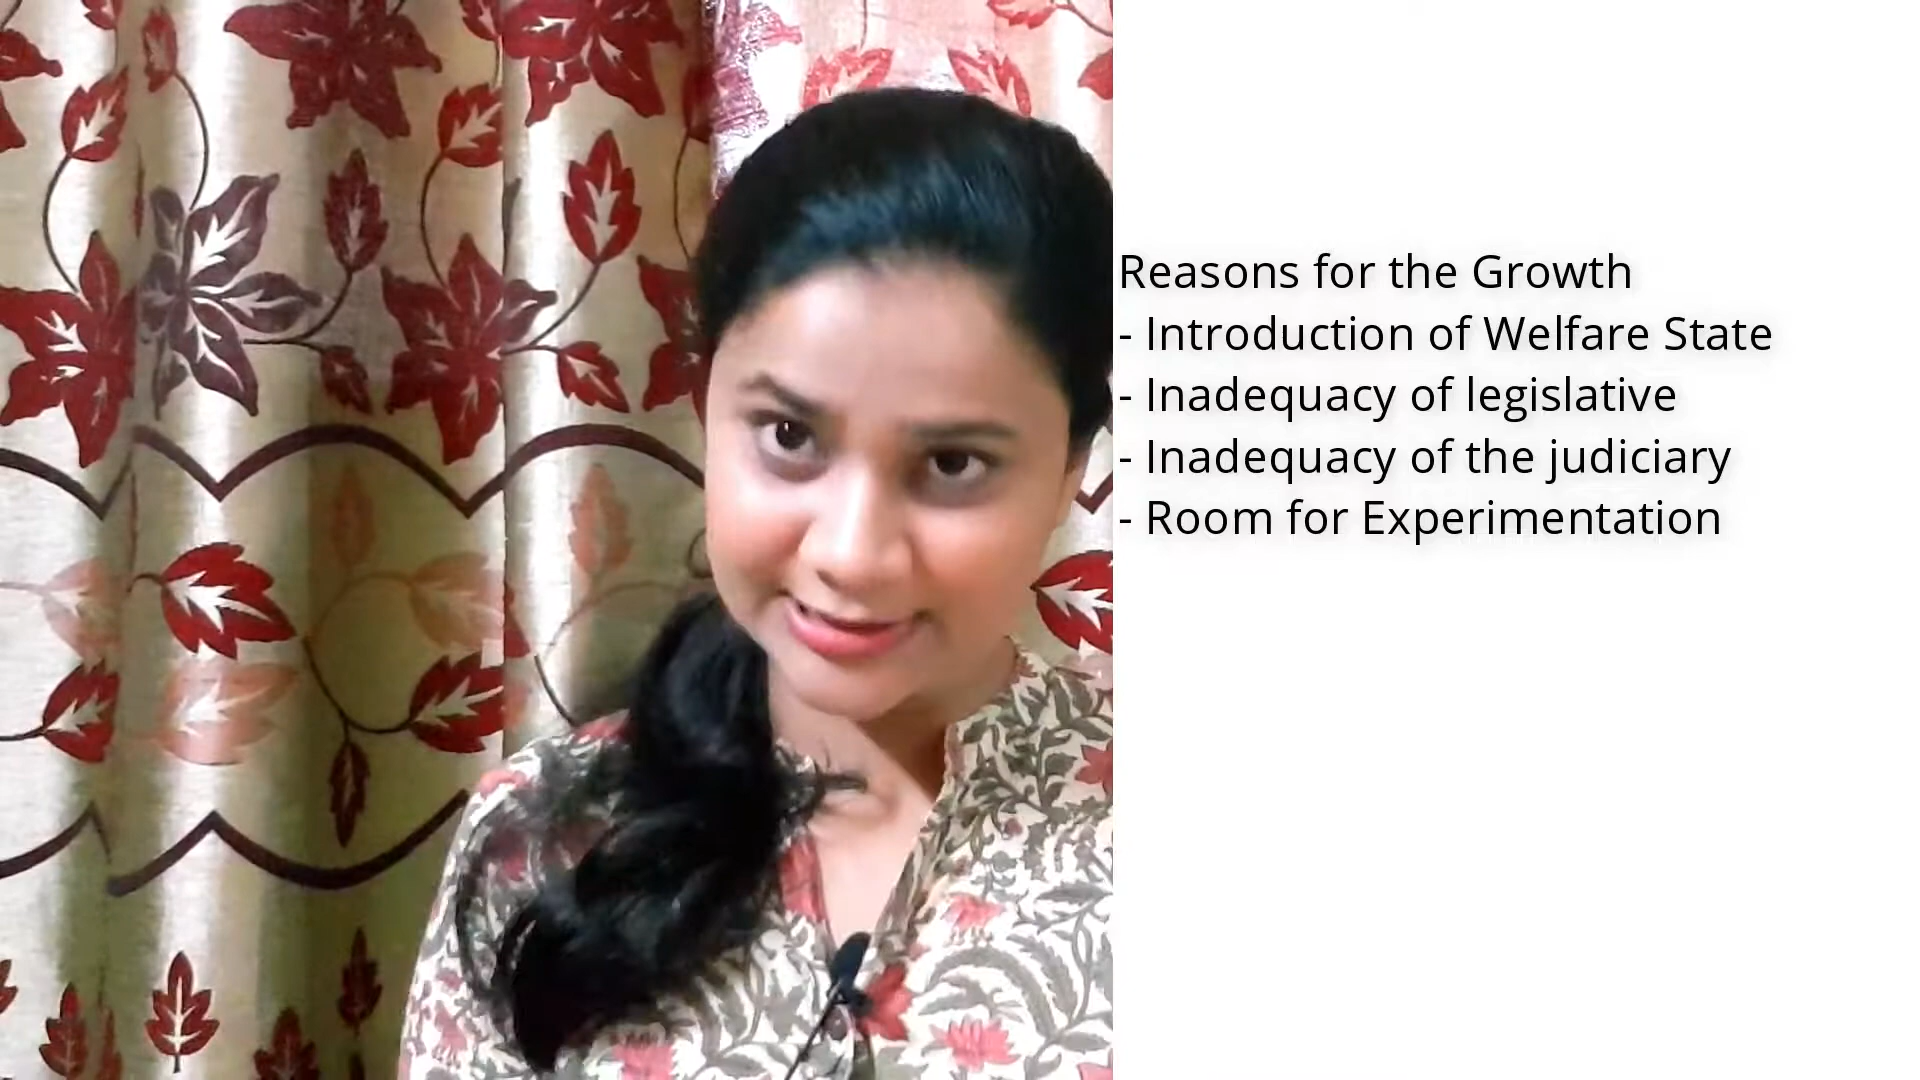 Reasons for the Growth
- Introduction of Welfare State
- Inadequacy of legislative
- Inadequacy of the judiciary
- Room for Experimentation